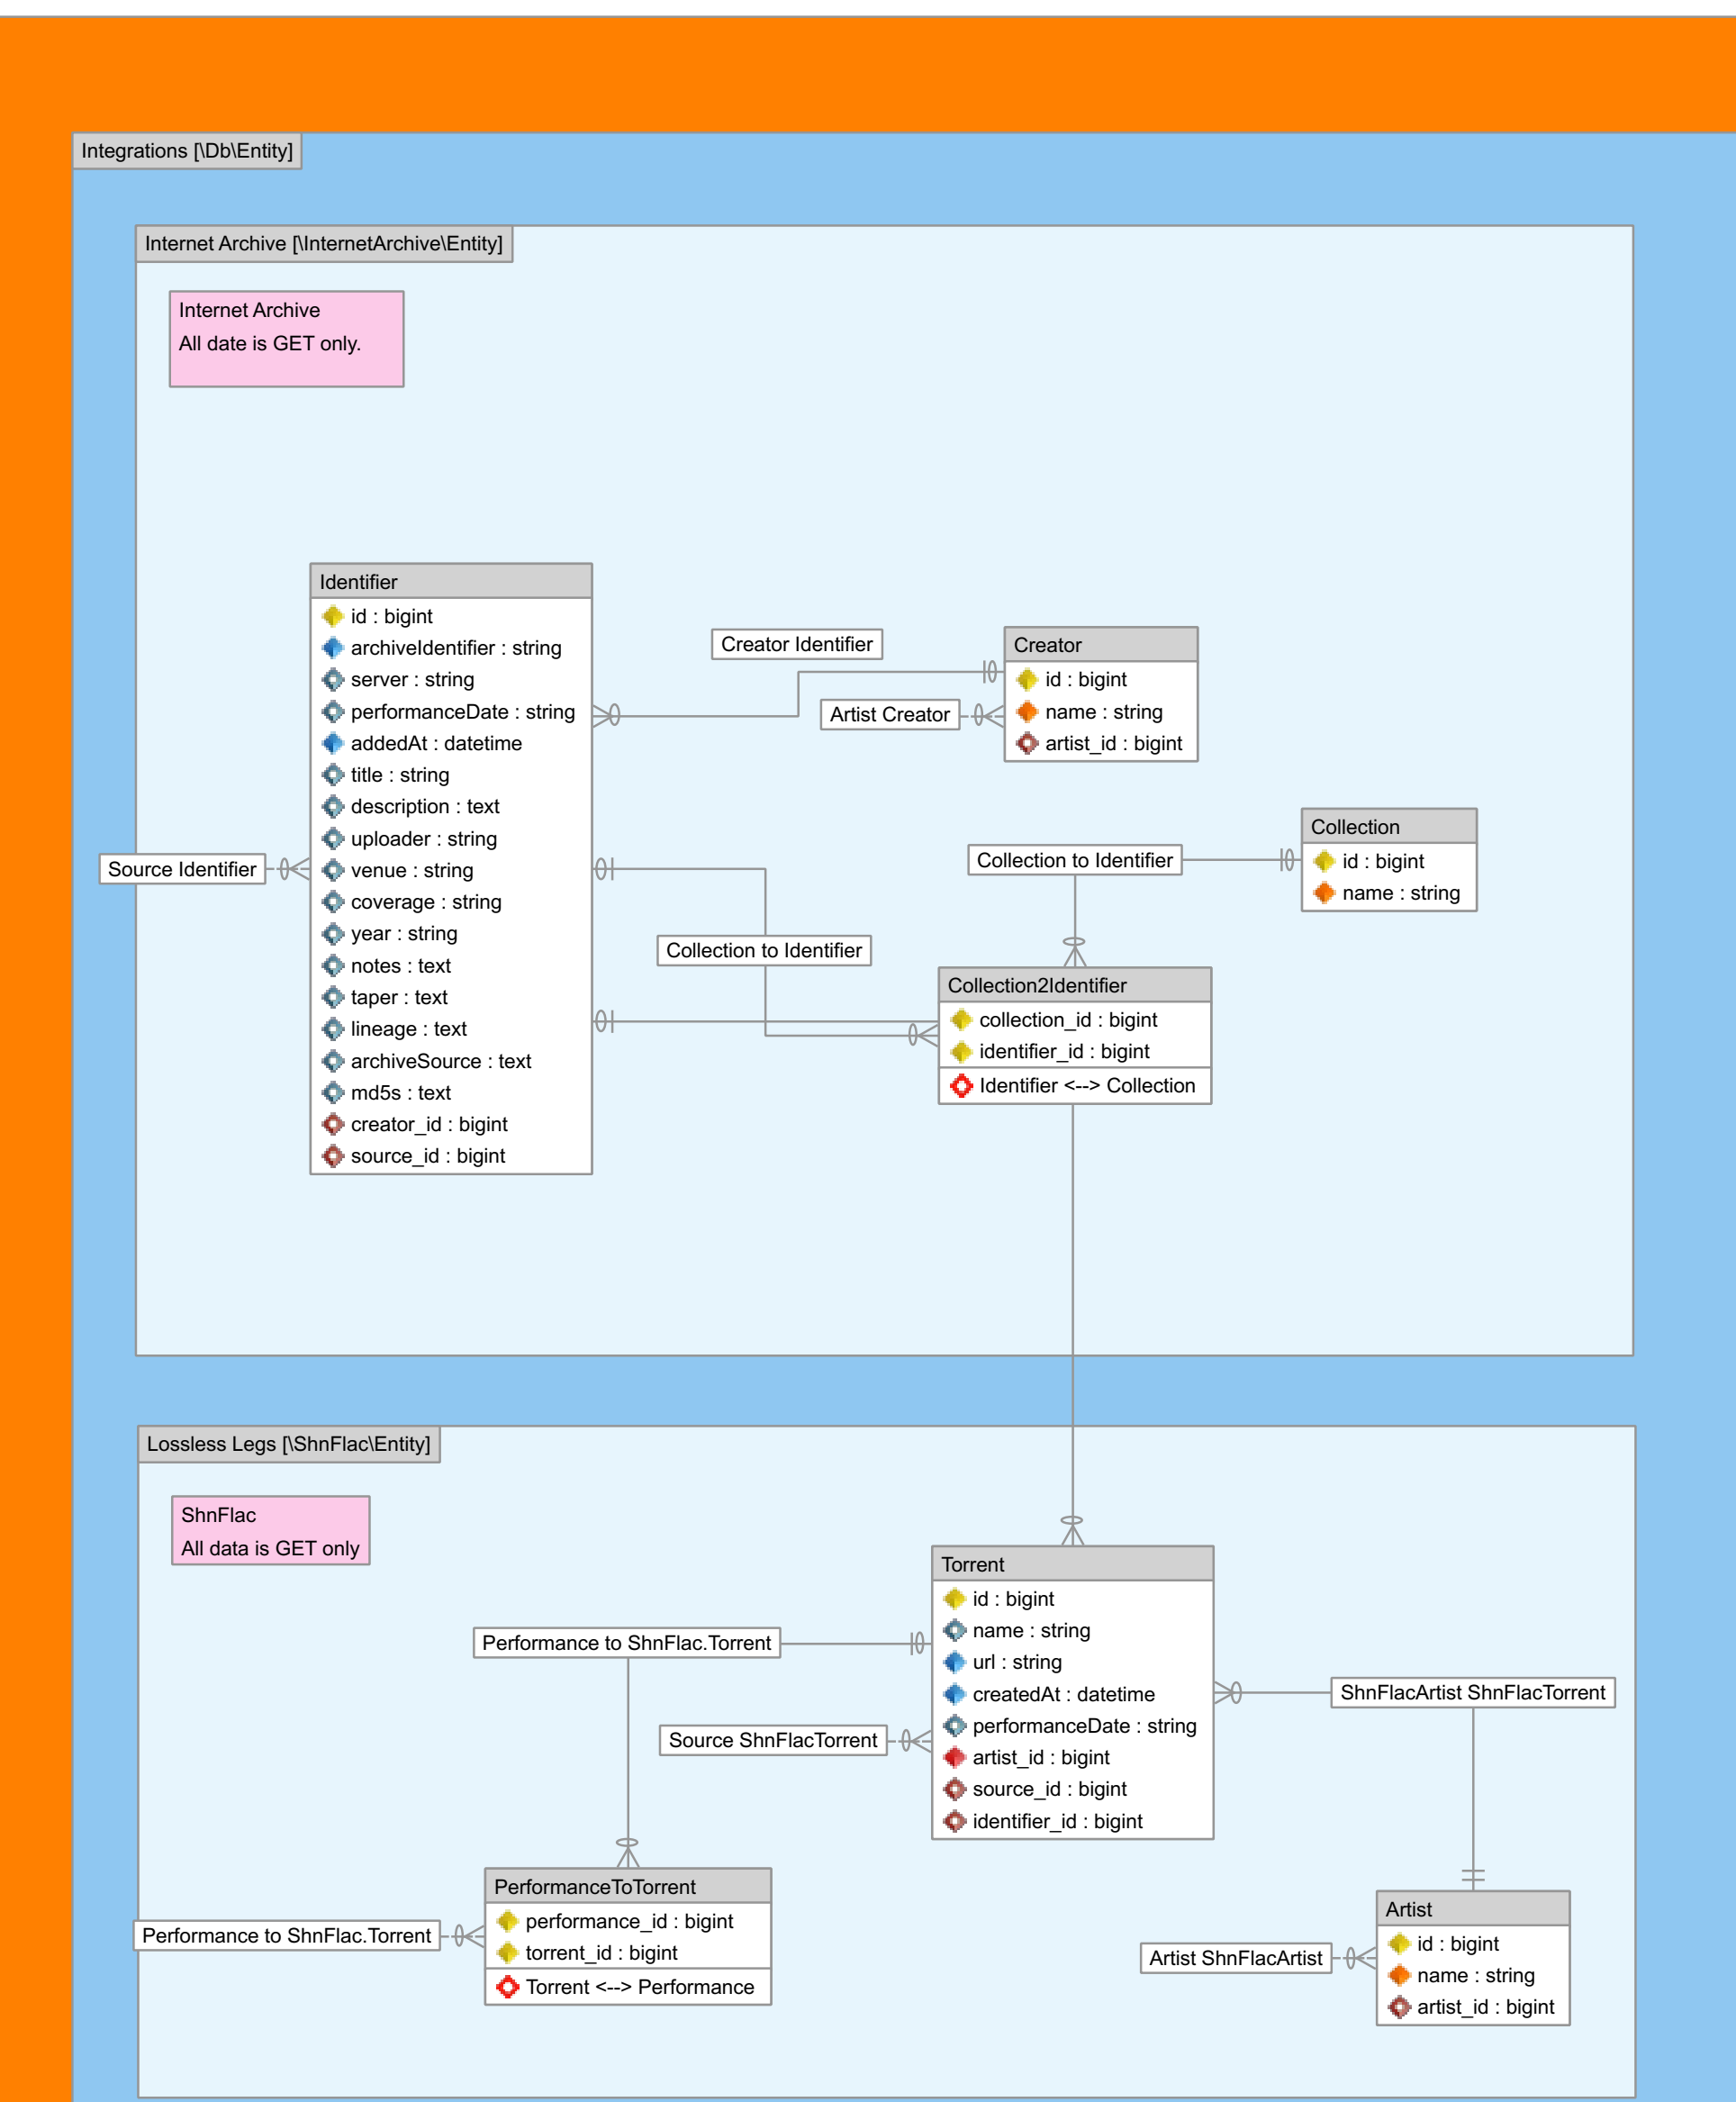 Integrations [\Db\Entity]
Internet Archive [\InternetArchive\Entity]
Internet Archive
All date is GET only.
Identifier
id : bigint
archiveIdentifier : string
server : string
performanceDate : string
addedAt : datetime
title : string
description : text
uploader : string
venue : string
coverage : string
year : string
notes : text
taper : text
lineage : text
archiveSource : text
md5s : text
creator_id : bigint
source_id : bigint
Source Identifier
Creator Identifier
Artist Creator
Creator
id : bigint
name : string
artist_id : bigint
Collection
id : bigint
name : string
Collection to Identifier
Collection to Identifier
Collection2Identifier
collection_id : bigint
identifier_id : bigint
Identifier <--> Collection
Lossless Legs [\ShnFlac\Entity]
ShnFlac
All data is GET only
Torrent
id : bigint
name : string
url : string
createdAt : datetime
performanceDate : string
artist_id : bigint
source_id : bigint
identifier_id : bigint
Performance to ShnFlac.Torrent
Source ShnFlacTorrent
ShnFlacArtist ShnFlacTorrent
PerformanceToTorrent
performance_id : bigint
torrent_id : bigint
Torrent <--> Performance
Performance to ShnFlac.Torrent
Artist ShnFlacArtist
Artist
id : bigint
name : string
artist_id : bigint